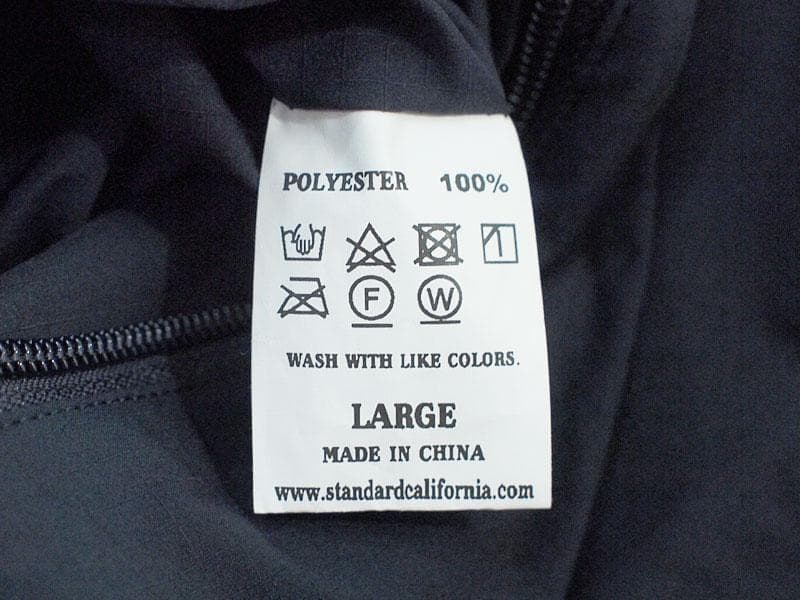 POLYESTER 100%
F W
WASH WITH LIKE COLORS.
LARGE
MADE IN CHINA
www.standardcalifornia.com